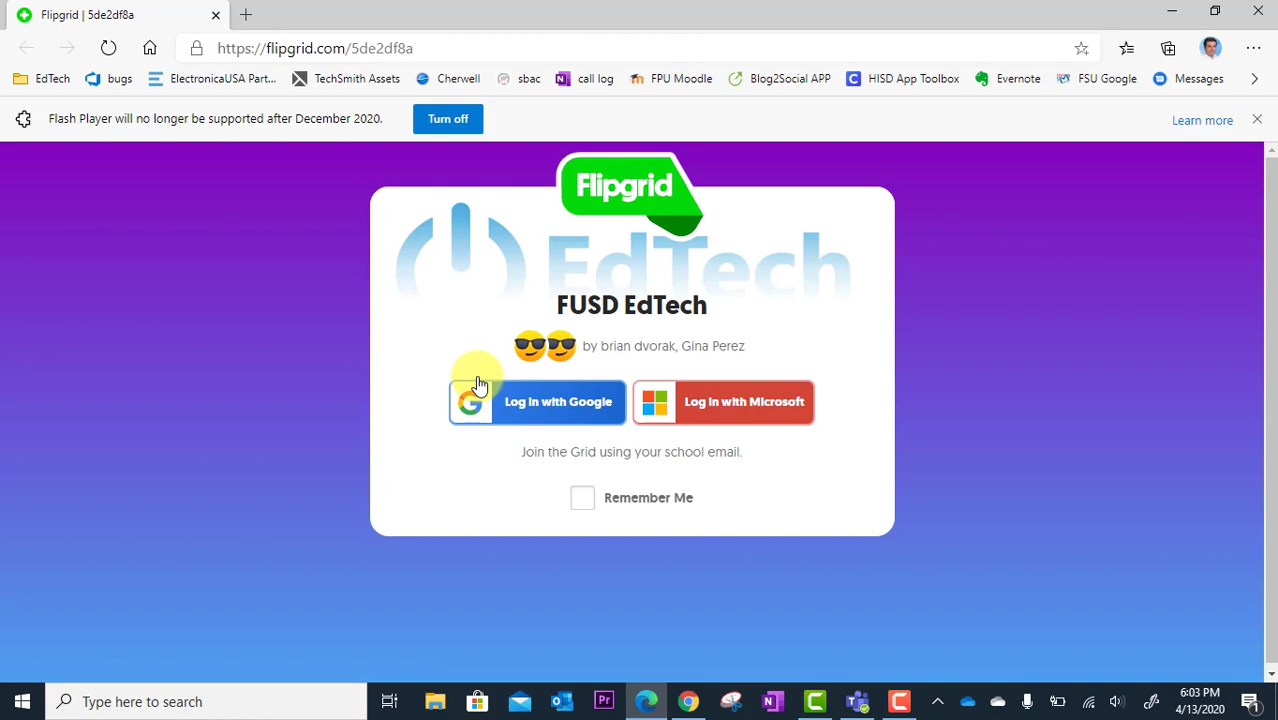 Flipgrid | 5de2df8a
https://flipgrid.com/5de2df8a
EdTech bugs ElectronicaUSA Part... TechSmith Assets Cherwell sbac call log FPU Moodle Blog2Social APP HISD App Toolbox Evernote FSU Google Messages
Flash Player will no longer be supported after December 2020. Turn off Learn more
Flipgrid
EdTech
FUSD EdTech
by brian dvorak, Gina Perez
Log in with Google Log in with Microsoft
Join the Grid using your school email.
Remember Me
Type here to search
Pr
6:03 PM
4/13/2020